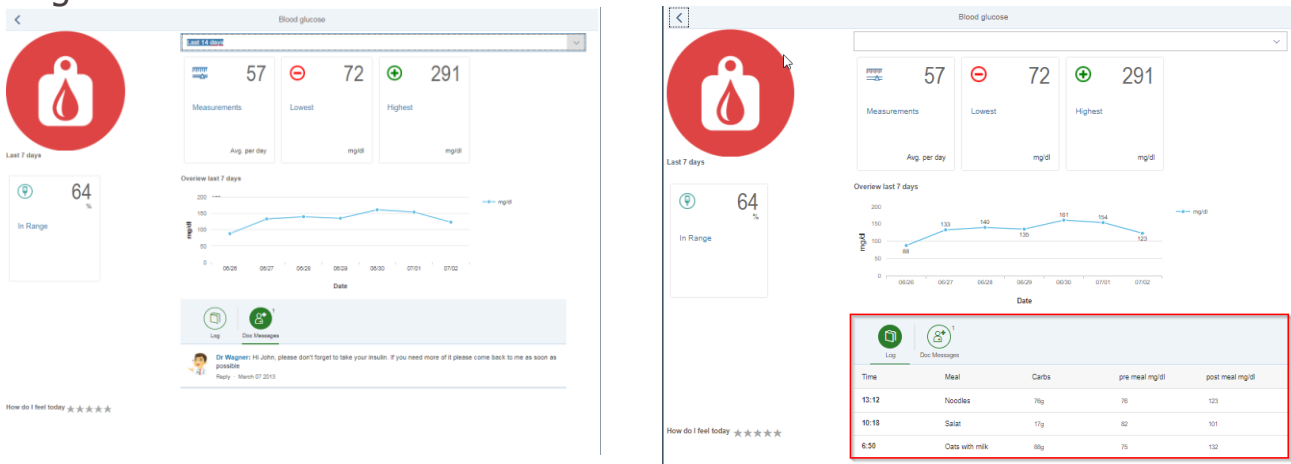 Blood glucose
Last 14 days
57
Measurements
Avg. per day
72
Lowest
mg/dl
291
Highest
mg/dl
Last 7 days
64
%
In Range
Overiew last 7 days
200
150
100
50
0
mg/dl
06/26 06/27 06/28 06/29 06/30 07/01 07/02
Date
mg/dl
Log
Doc Messages
1
Dr Wagner: Hi John, please don't forget to take your insulin. If you need more of it please come back to me as soon as
possible
Reply · March 07 2013
How do I feel today
Blood glucose
57
Measurements
Avg. per day
72
Lowest
mg/dl
291
Highest
mg/dl
Last 7 days
64
%
In Range
Overiew last 7 days
200
150
100
50
0
mg/dl
88 133 140 135 161 154 123
06/26 06/27 06/28 06/29 06/30 07/01 07/02
Date
mg/dl
Log
Doc Messages
1
Time Meal Carbs pre meal mg/dl post meal mg/dl
13:12 Noodles 76g 76 123
10:18 Salat 17g 82 101
6:50 Oats with milk 88g 75 132
How do I feel today